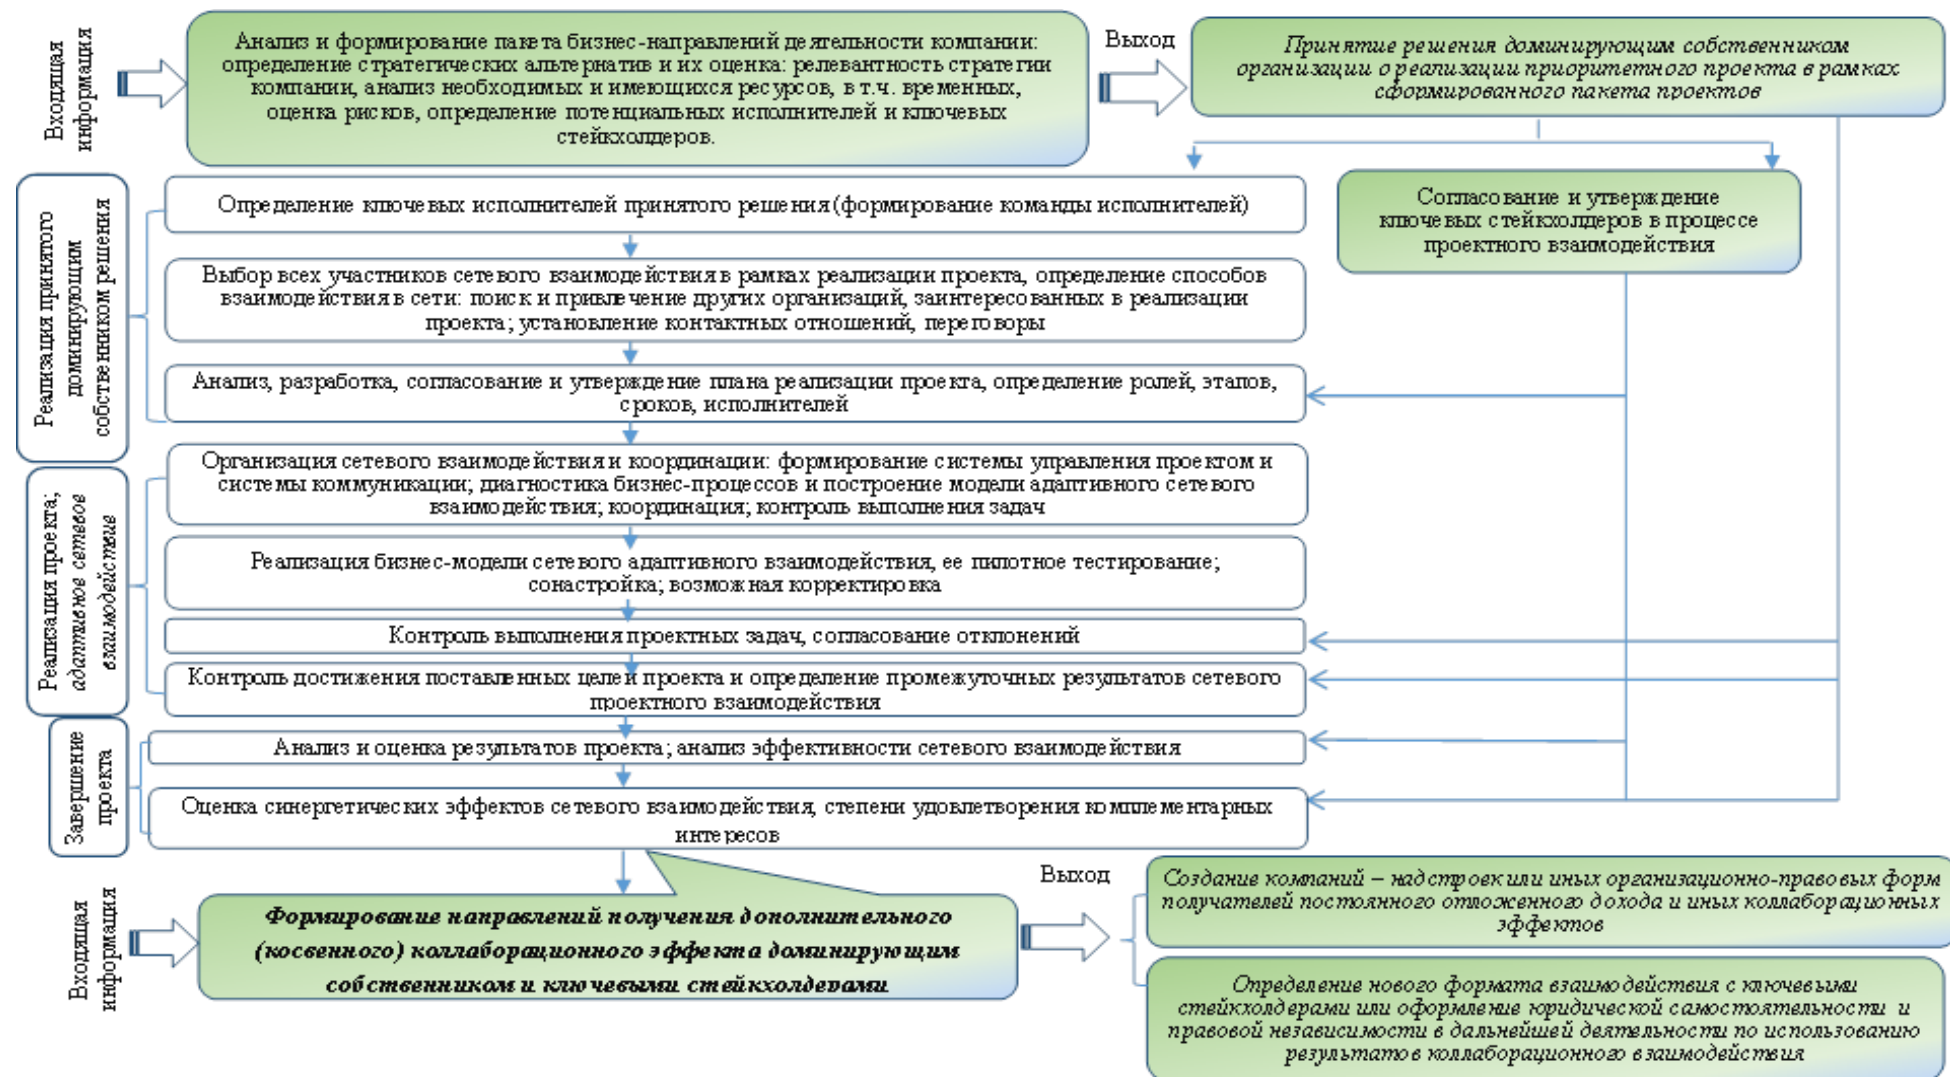 Входящая
информация
Анализ и формирование пакета бизнес-направлений деятельности компании:
определение стратегических альтернатив и их оценка: релевантность стратегии
компании, анализ необходимых и имеющихся ресурсов, в т.ч. временных,
оценка рисков, определение потенциальных исполнителей и ключевых
стейкхолдеров.
Выход
Принятие решения доминирующим собственником
организации о реализации приоритетного проекта в рамках
сформированного пакета проектов
Согласование и утверждение
ключевых стейкхолдеров в процессе
проектного взаимодействия
Реализация принятого
доминирующим
собственником решения
Определение ключевых исполнителей принятого решения (формирование команды исполнителей)
Выбор всех участников сетевого взаимодействия в рамках реализации проекта, определение способов
взаимодействия в сети: поиск и привлечение других организаций, заинтересованных в реализации
проекта; установление контактных отношений, переговоры
Анализ, разработка, согласование и утверждение плана реализации проекта, определение ролей, этапов,
сроков, исполнителей
Реализация проекта;
адаптивное сетевое
взаимодействие
Организация сетевого взаимодействия и координации: формирование системы управления проектом и
системы коммуникации; диагностика бизнес-процессов и построение модели адаптивного сетевого
взаимодействия; координация; контроль выполнения задач
Реализация бизнес-модели сетевого адаптивного взаимодействия, ее пилотное тестирование;
сонастройка; возможная корректировка
Контроль выполнения проектных задач, согласование отклонений
Контроль достижения поставленных целей проекта и определение промежуточных результатов сетевого
проектного взаимодействия
Завершение
проекта
Анализ и оценка результатов проекта; анализ эффективности сетевого взаимодействия
Оценка синергетических эффектов сетевого взаимодействия, степени удовлетворения комплементарных
интересов
Входящая
информация
Формирование направлений получения дополнительного
(косвенного) коллаборационного эффекта доминирующим
собственником и ключевыми стейкхолдерами
Выход
Создание компаний – надстроек или иных организационно-правовых форм
получателей постоянного отложенного дохода и иных коллаборационных
эффектов
Определение нового формата взаимодействия с ключевыми
стейкхолдерами или оформление юридической самостоятельности и
правовой независимости в дальнейшей деятельности по использованию
результатов коллаборационного взаимодействия